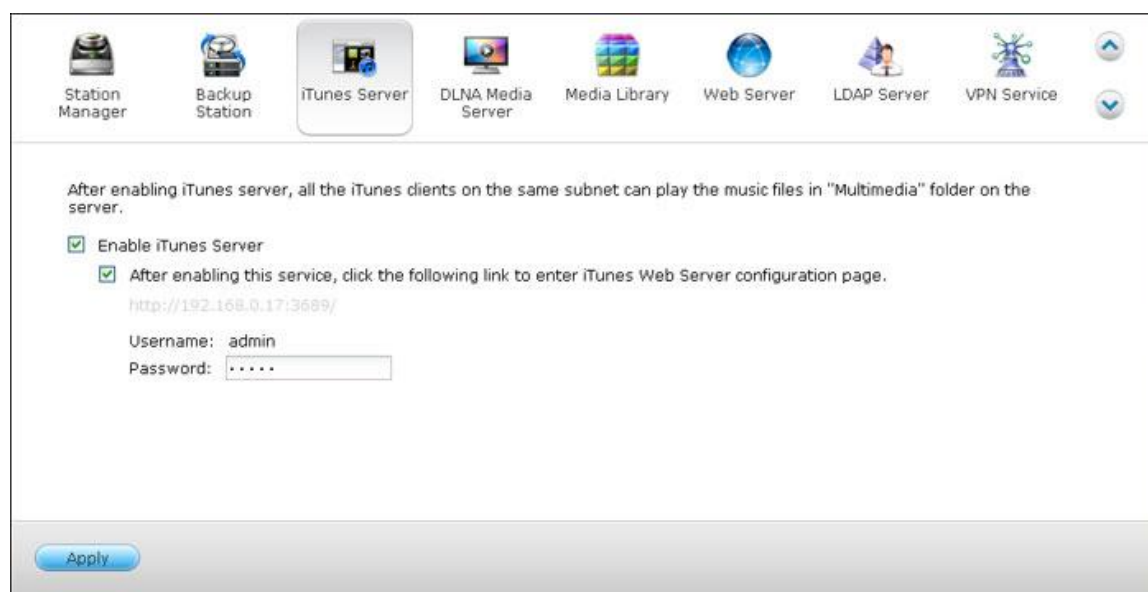 Station Manager
Backup Station
iTunes Server
DLNA Media Server
Media Library
Web Server
LDAP Server
VPN Service
After enabling iTunes server, all the iTunes clients on the same subnet can play the music files in "Multimedia" folder on the
server.
Enable iTunes Server
After enabling this service, click the following link to enter iTunes Web Server configuration page.
http://192.168.0.17:3689/
Username: admin
Password: •••••
Apply